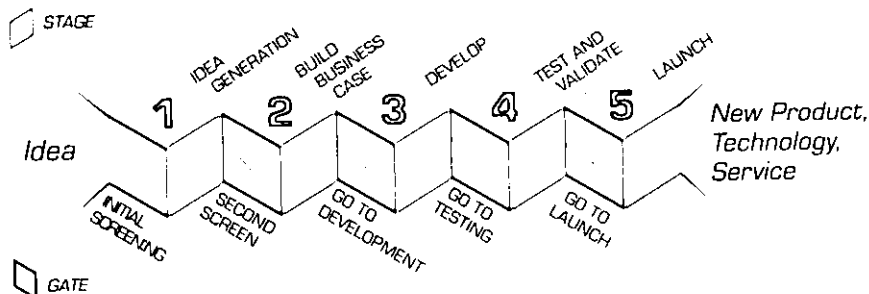 STAGE
IDEA
GENERATION
BUILD
BUSINESS
CASE
DEVELOP
TEST AND
VALIDATE
LAUNCH
1
2
3
4
5
Idea
New Product,
Technology,
Service
INITIAL
SCREENING
SECOND
SCREEN
GO TO
DEVELOPMENT
GO TO
TESTING
GO TO
LAUNCH
GATE